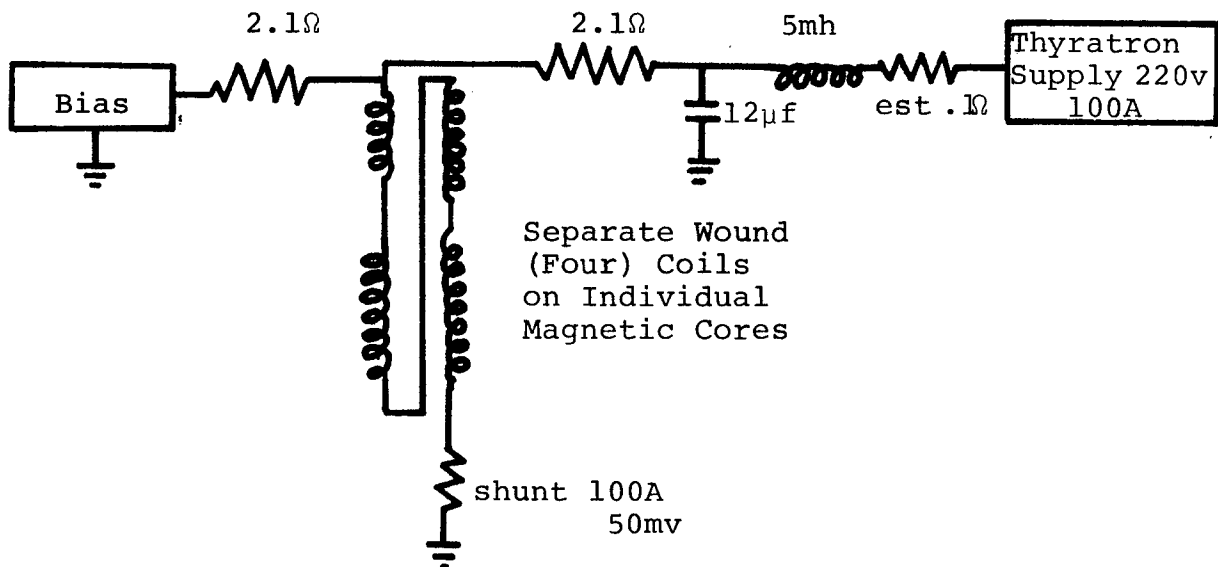 2.1Ω
2.1Ω
5mh
Bias
12µf
est .1Ω
Thyratron
Supply 220v
100A
Separate Wound
(Four) Coils
on Individual
Magnetic Cores
shunt 100A
50mv